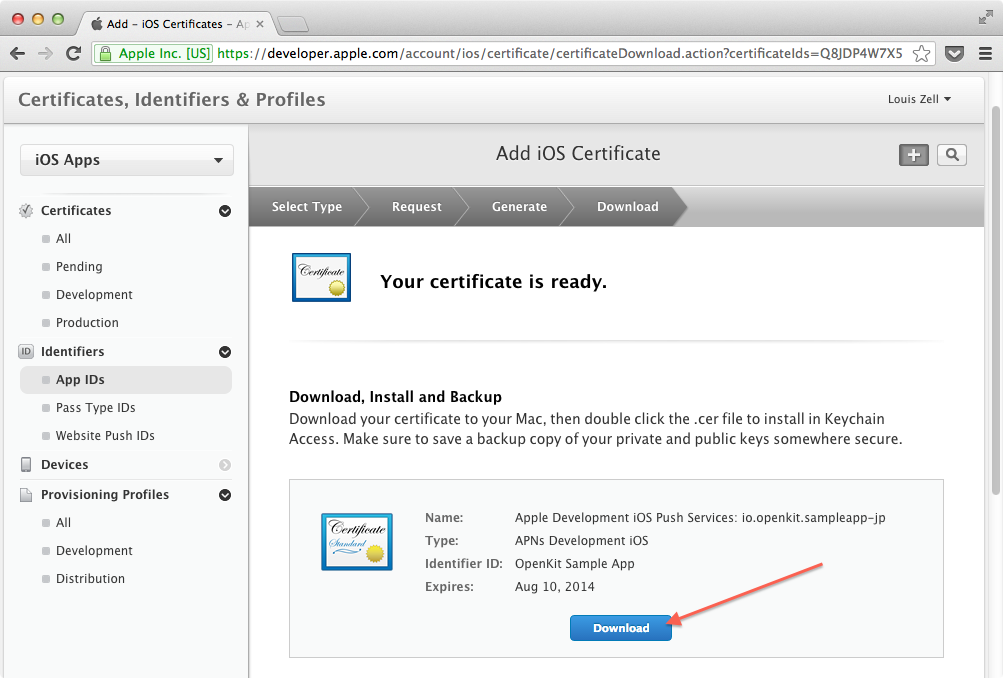 Add - iOS Certificates - Ap
Apple Inc. [US] https://developer.apple.com/account/ios/certificate/certificateDownload.action?certificateIds=Q8JDP4W7X5
Certificates, Identifiers & Profiles
Louis Zell
iOS Apps
Certificates
All
Pending
Development
Production
ID Identifiers
App IDs
Pass Type IDs
Website Push IDs
Devices
Provisioning Profiles
All
Development
Distribution
Add iOS Certificate
Select Type
Request
Generate
Download
Certificate
Your certificate is ready.
Download, Install and Backup
Download your certificate to your Mac, then double click the .cer file to install in Keychain
Access. Make sure to save a backup copy of your private and public keys somewhere secure.
Certificate
Standard
Name: Apple Development iOS Push Services: io.openkit.sampleapp-jp
Type: APNs Development iOS
Identifier ID: OpenKit Sample App
Expires: Aug 10, 2014
Download